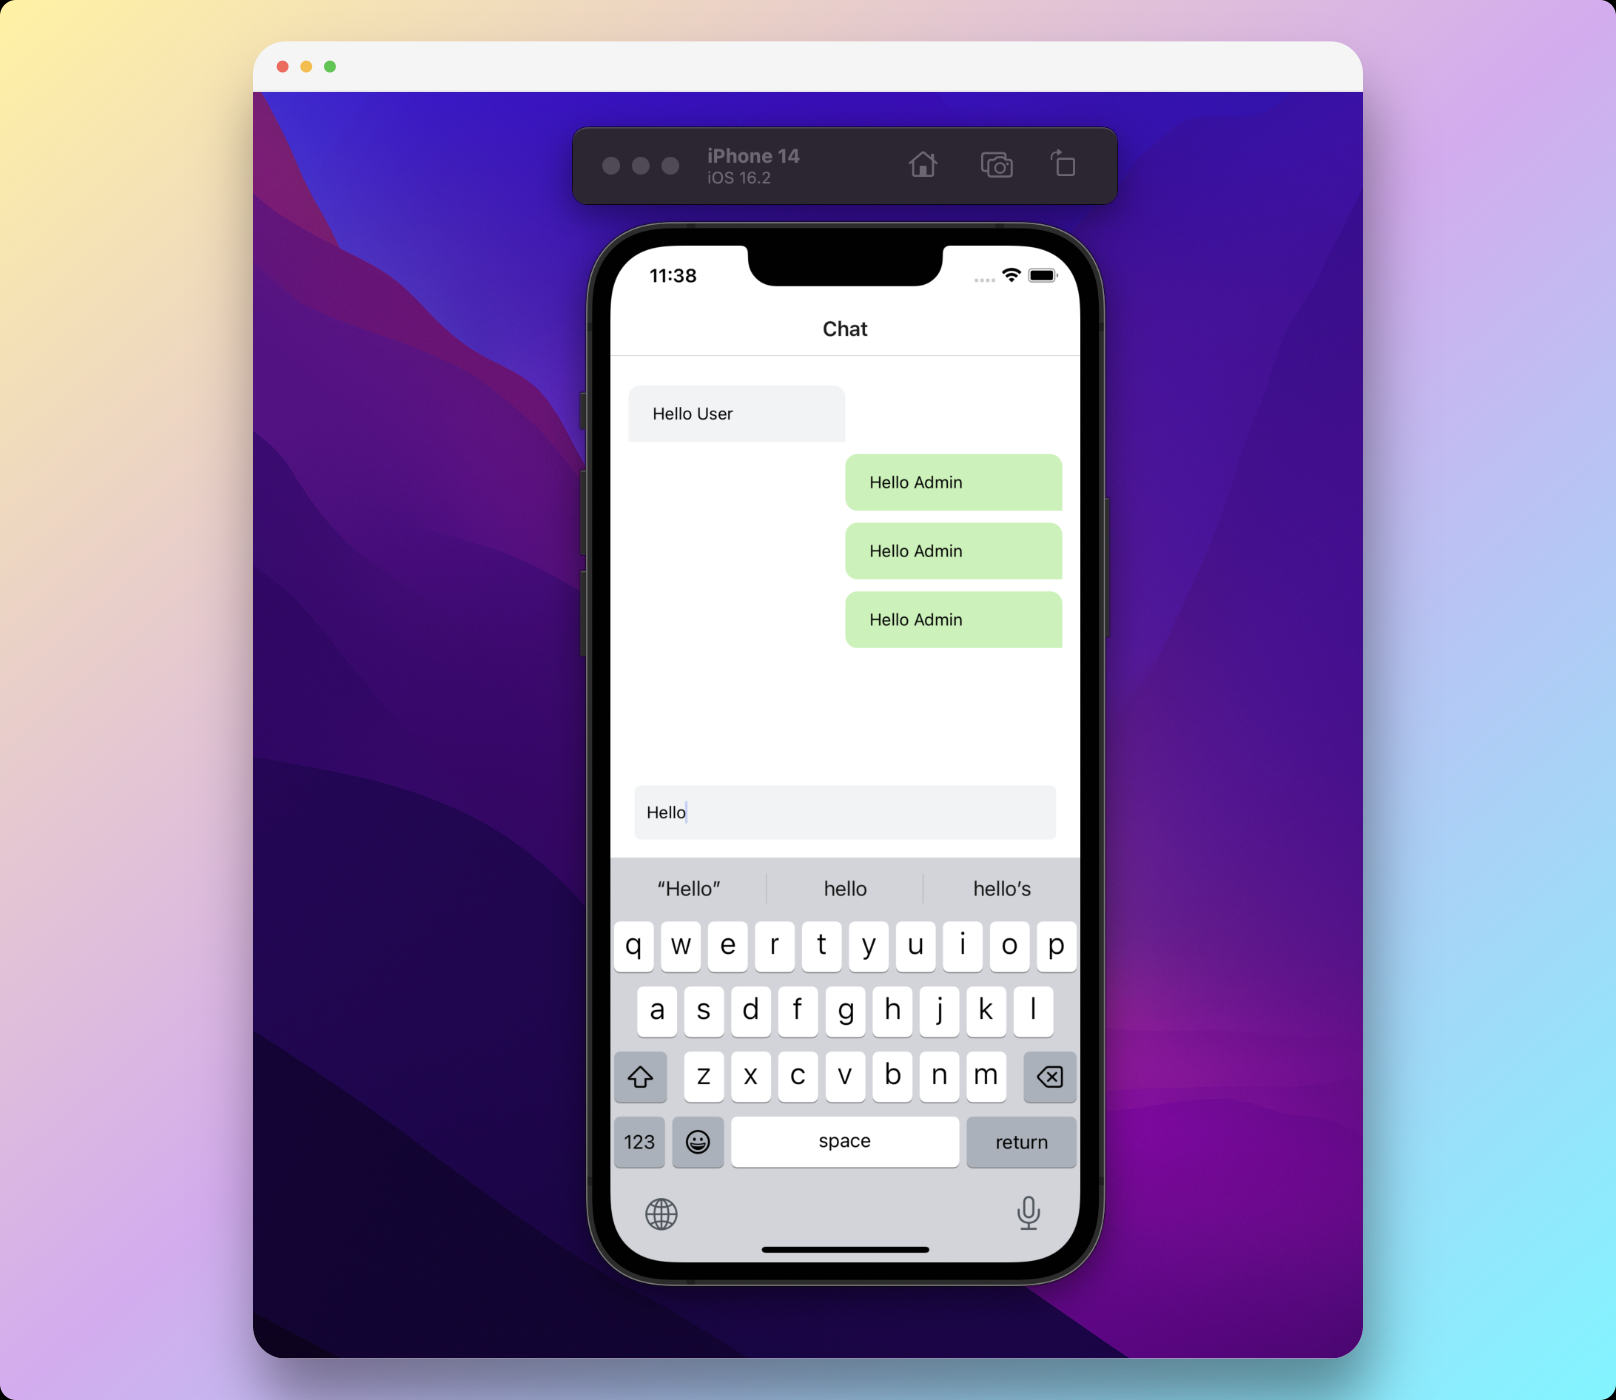 iPhone 14
iOS 16.2
11:38
Chat
Hello User
Hello Admin
Hello Admin
Hello Admin
Hello
“Hello” hello hello’s
q w e r t y u i o p
a s d f g h j k l
z x c v b n m
123 space return